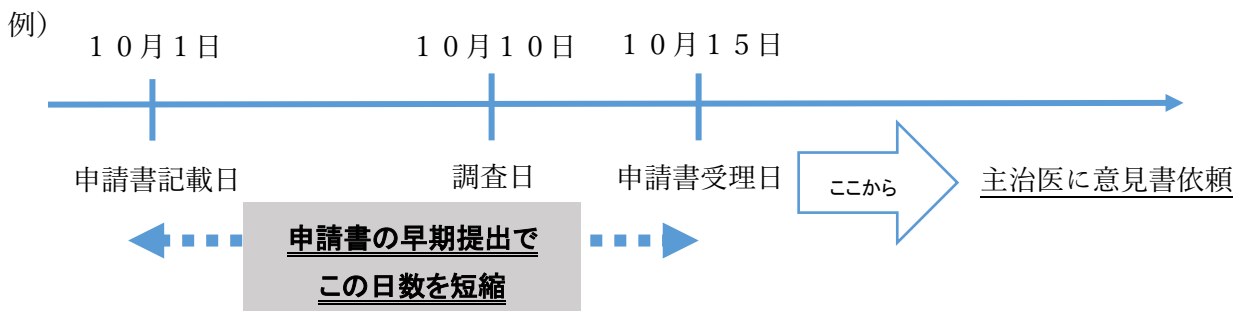 例）
１０月１日
１０月１０日
１０月１５日
申請書記載日
調査日
申請書受理日
ここから
主治医に意見書依頼
申請書の早期提出で
この日数を短縮